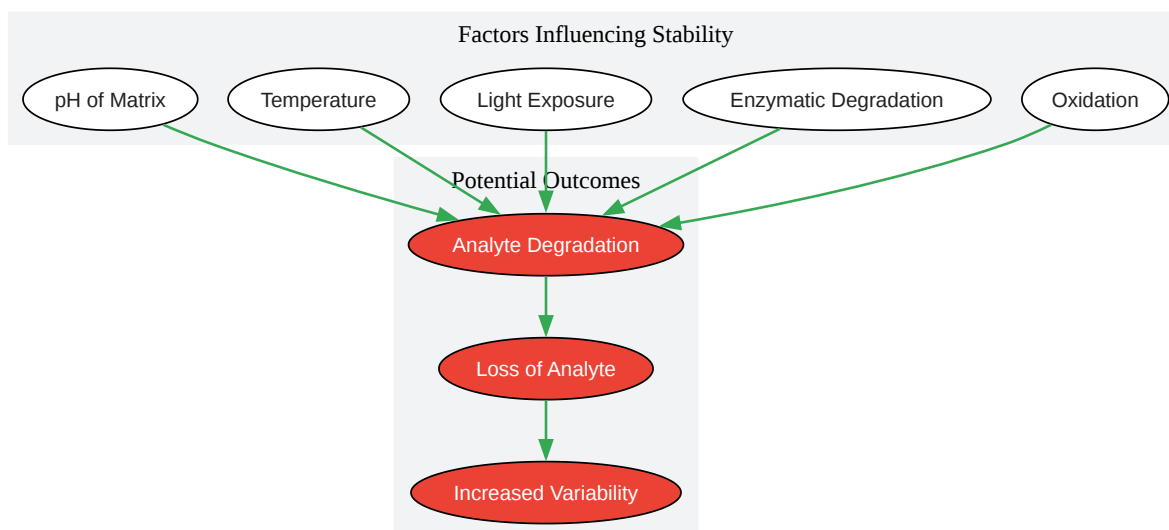 Factors Influencing Stability
pH of Matrix
Temperature
Light Exposure
Enzymatic Degradation
Oxidation
Potential Outcomes
Analyte Degradation
Loss of Analyte
Increased Variability